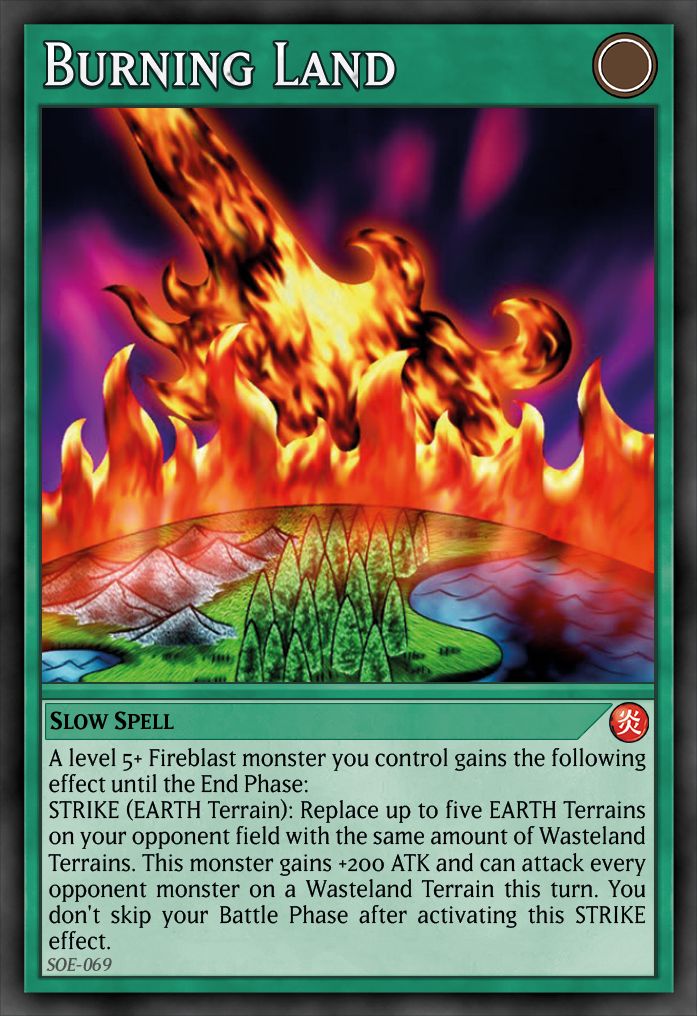 Burning Land
Slow Spell
炎
A level 5+ Fireblast monster you control gains the following
effect until the End Phase:
STRIKE (EARTH Terrain): Replace up to five EARTH Terrains
on your opponent field with the same amount of Wasteland
Terrains. This monster gains +200 ATK and can attack every
opponent monster on a Wasteland Terrain this turn. You
don't skip your Battle Phase after activating this STRIKE
effect.
SOE-069